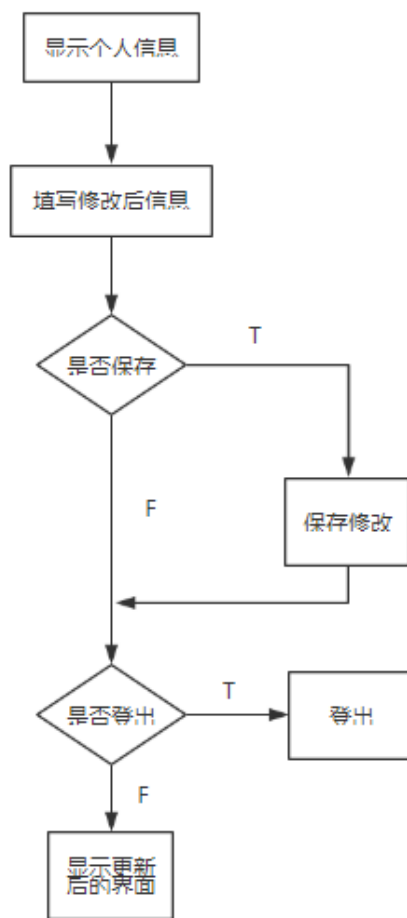 显示个人信息
填写修改后信息
是否保存
T
F
保存修改
是否登出
T
登出
F
显示更新
后的界面